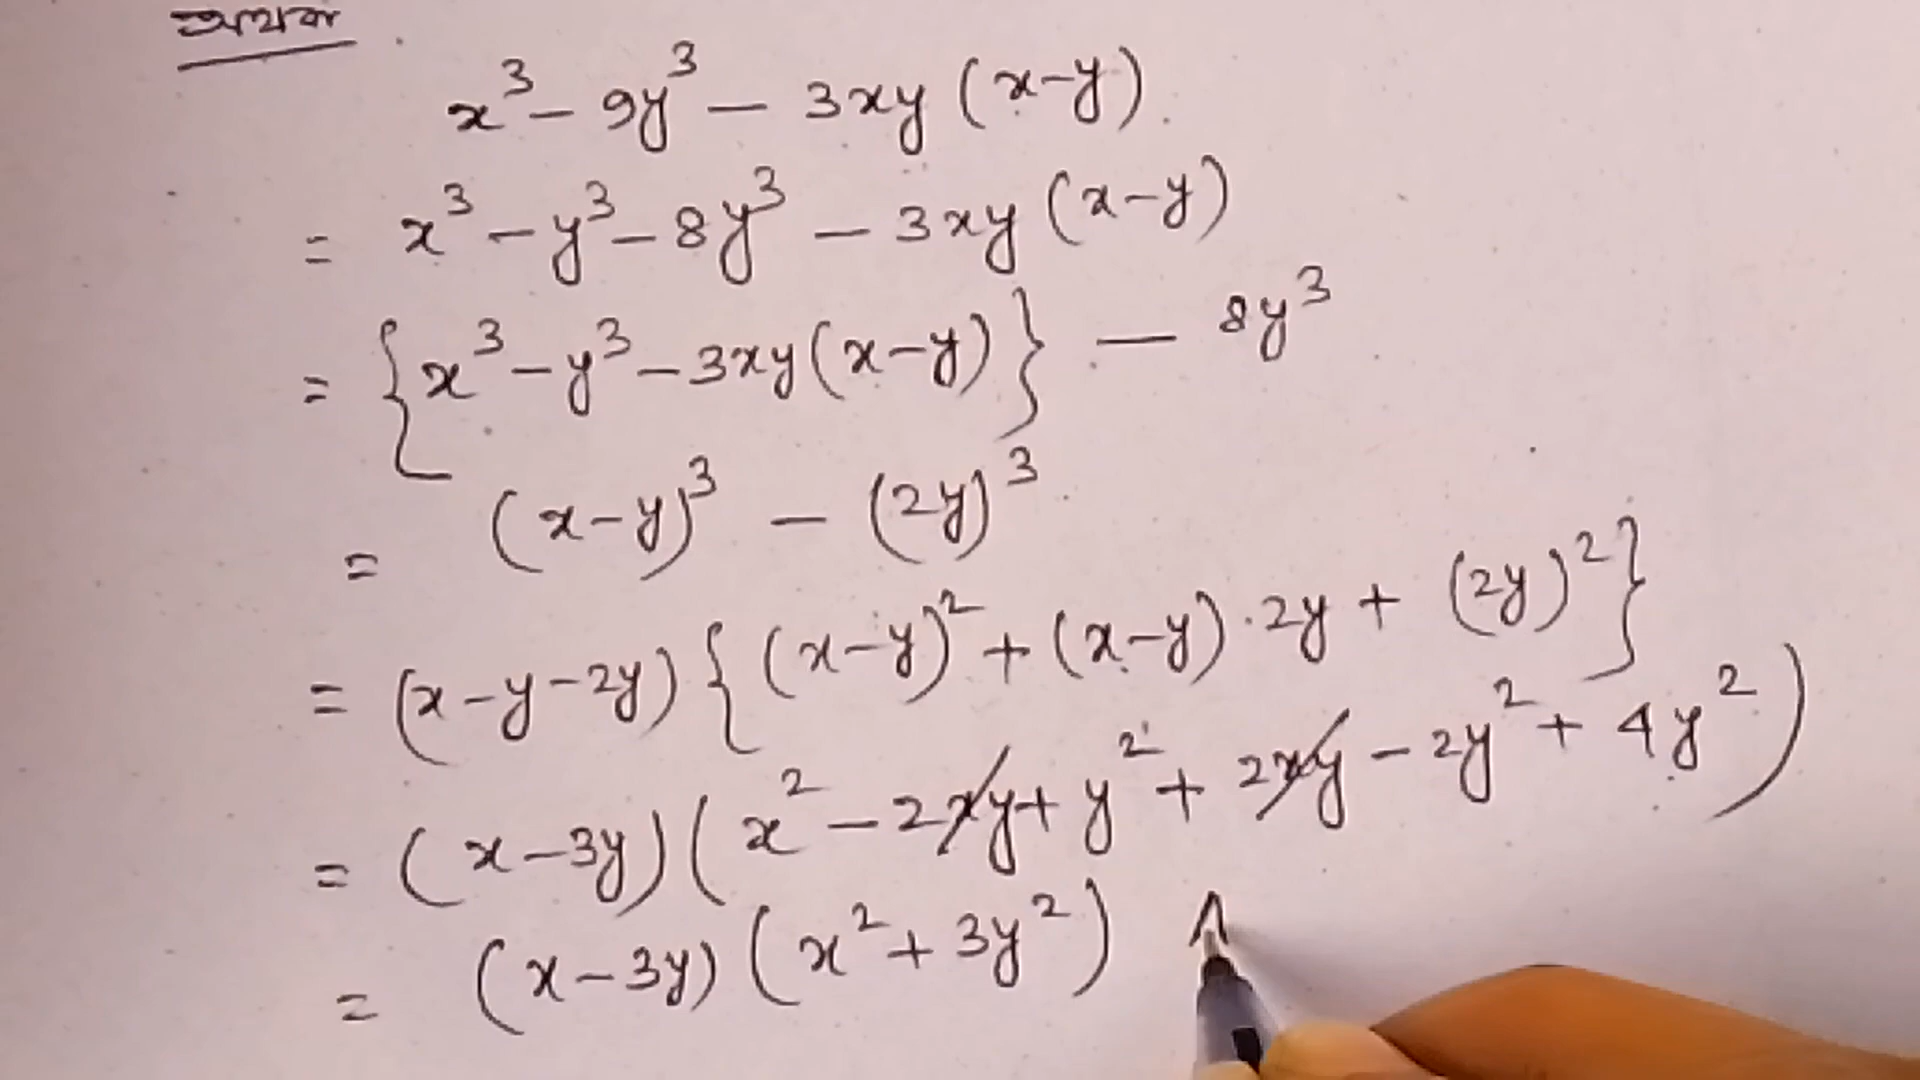 অথবা
x³ - 9y³ - 3xy (x-y)
= x³ - y³ - 8y³ - 3xy (x-y)
= {x³ - y³ - 3xy(x-y)} - 8y³
= (x-y)³ - (2y)³
= (x-y-2y) {(x-y)² + (x-y)·2y + (2y)²}
= (x-3y) (x² - 2xy + y² + 2xy - 2y² + 4y²)
= (x-3y) (x² + 3y²) A